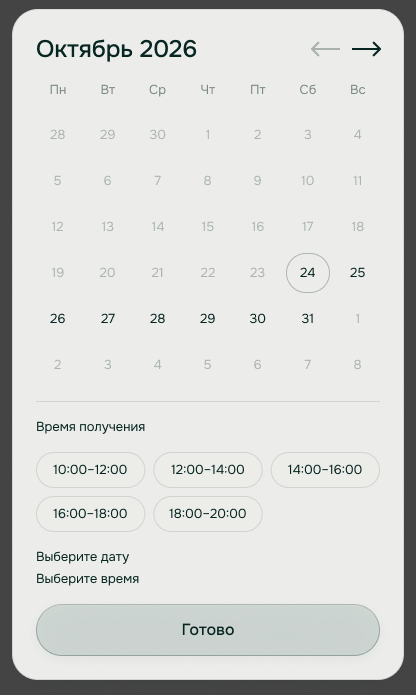 Октябрь 2026
Пн Вт Ср Чт Пт Сб Вс
28 29 30 1 2 3 4
5 6 7 8 9 10 11
12 13 14 15 16 17 18
19 20 21 22 23 24 25
26 27 28 29 30 31 1
2 3 4 5 6 7 8
Время получения
10:00–12:00 12:00–14:00 14:00–16:00
16:00–18:00 18:00–20:00
Выберите дату
Выберите время
Готово